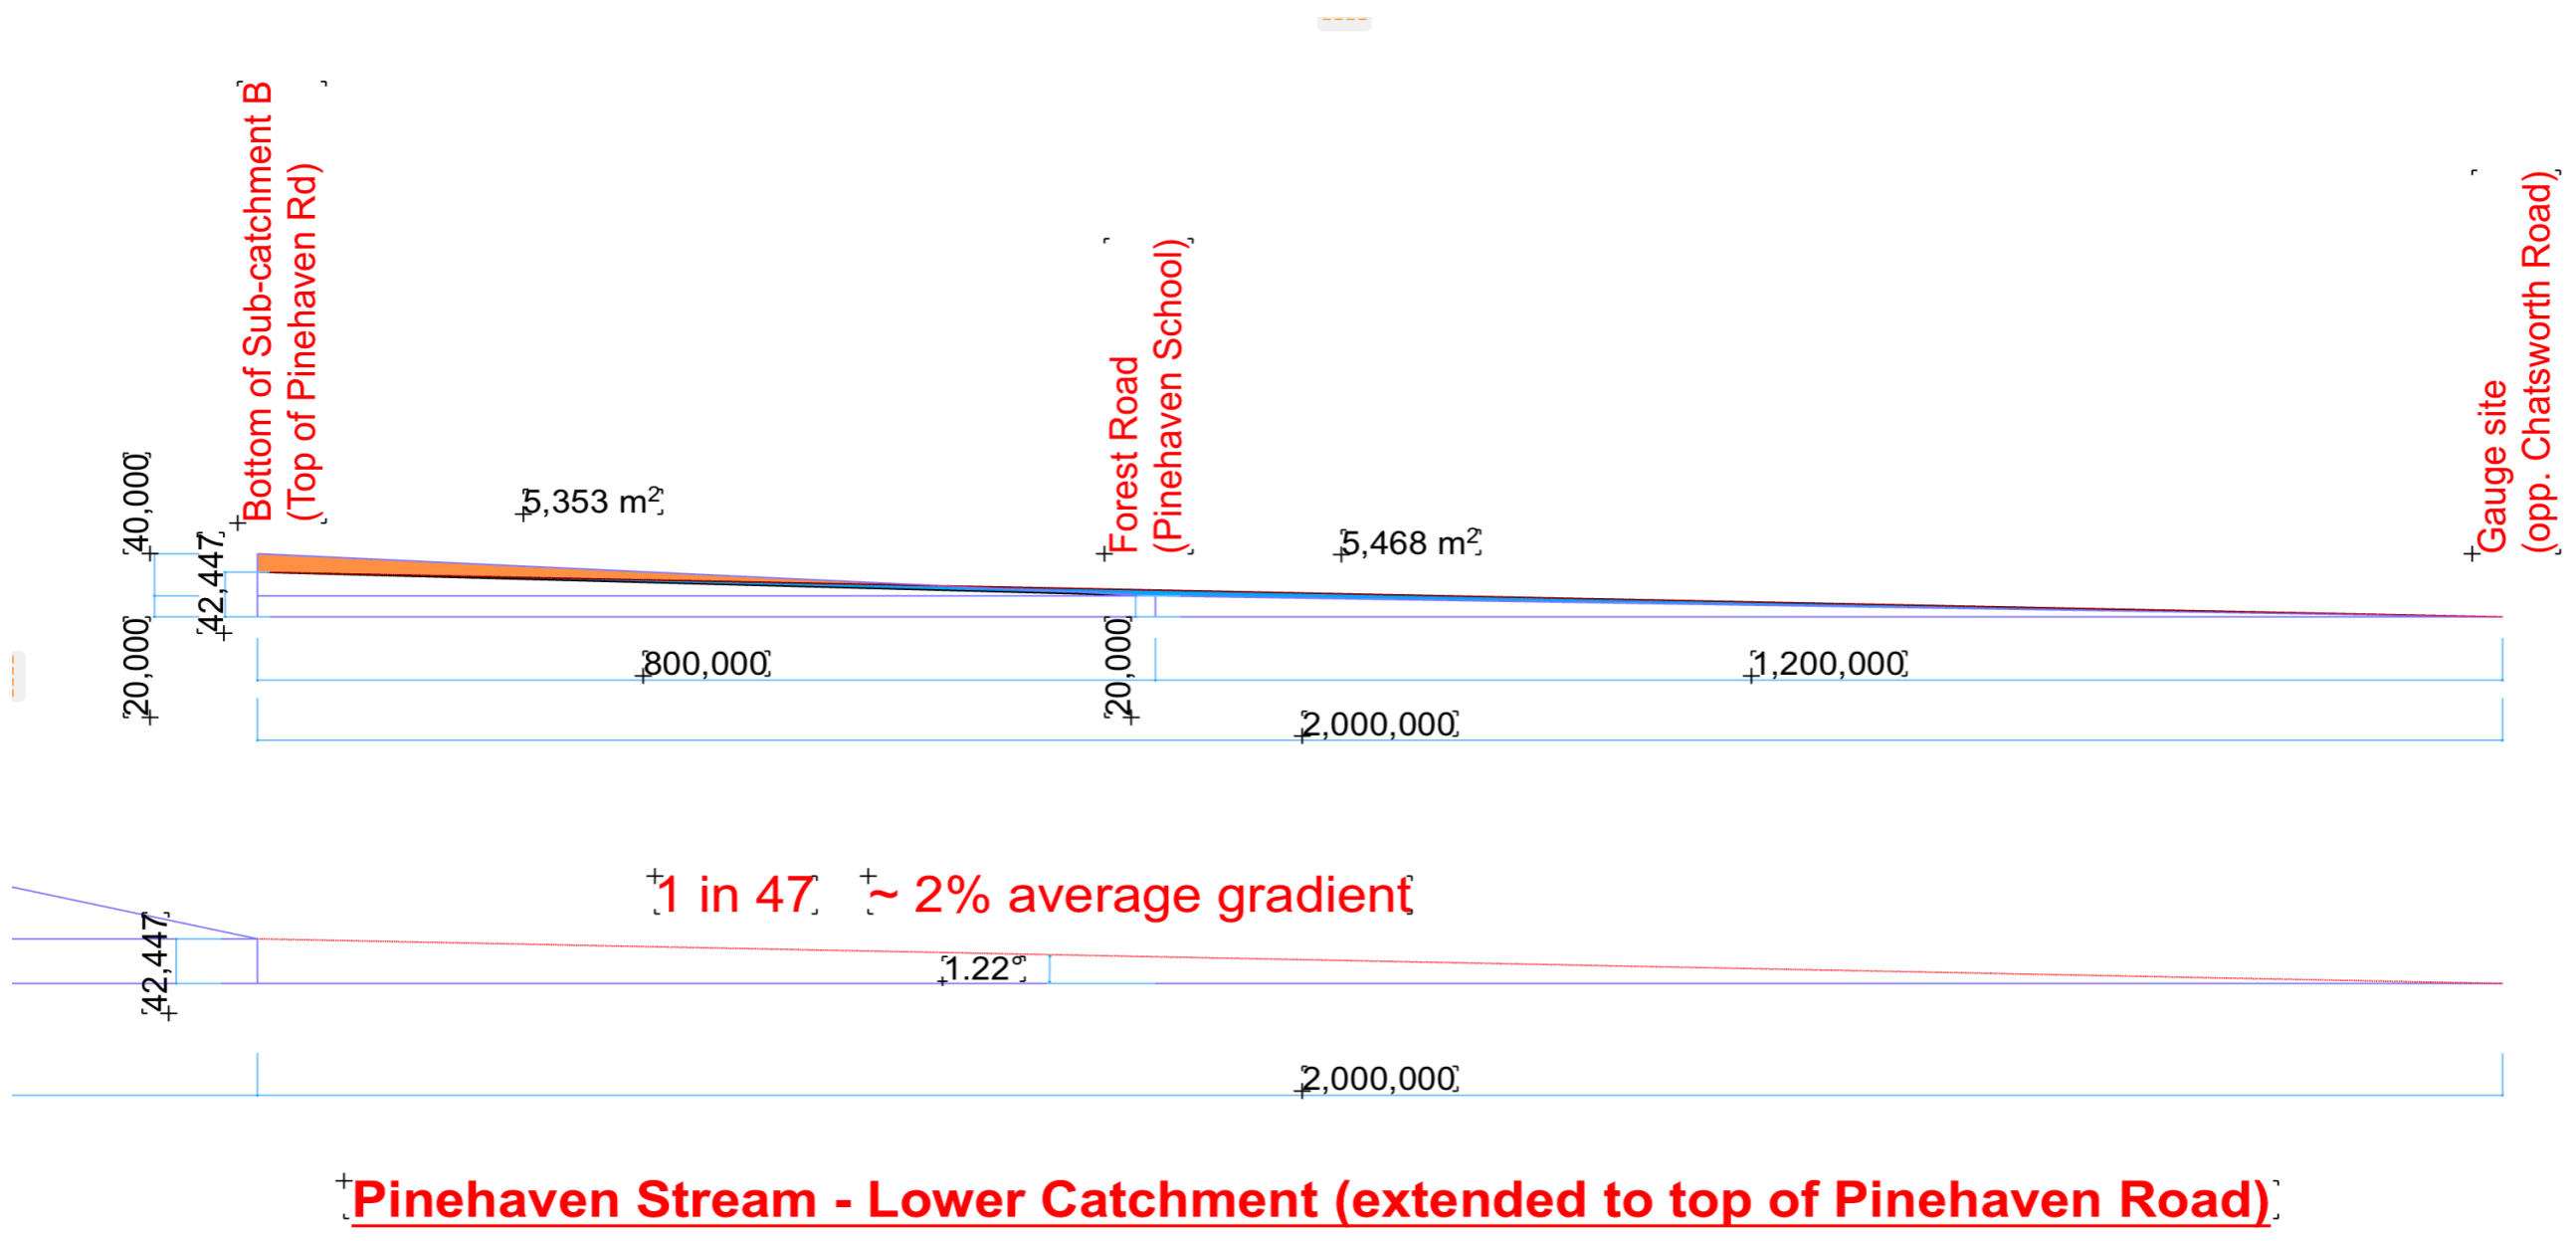 Bottom of Sub-catchment B
(Top of Pinehaven Rd)
Forest Road
(Pinehaven School)
Gauge site
(opp. Chatsworth Road)
40,000
42,447
20,000
5,353 m²
5,468 m²
800,000
20,000
1,200,000
2,000,000
1 in 47 ~ 2% average gradient
42,447
1.22°
2,000,000
Pinehaven Stream - Lower Catchment (extended to top of Pinehaven Road)